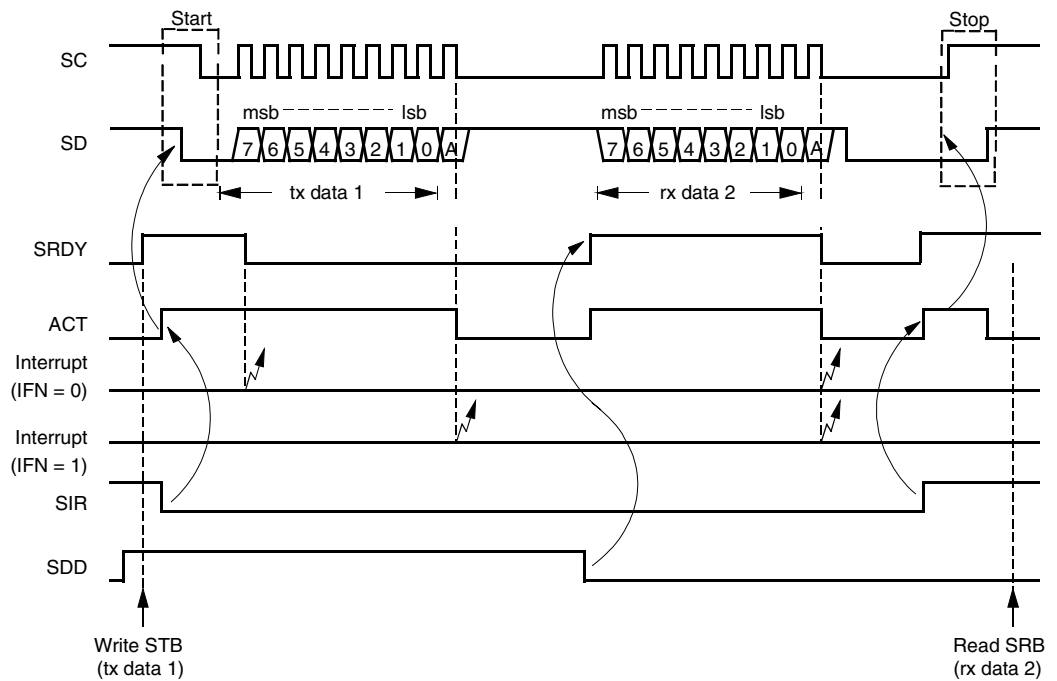 Start
Stop
SC
msb lsb
msb lsb
SD
7 6 5 4 3 2 1 0 A
7 6 5 4 3 2 1 0 A
tx data 1
rx data 2
SRDY
ACT
Interrupt
(IFN = 0)
Interrupt
(IFN = 1)
SIR
SDD
Write STB
(tx data 1)
Read SRB
(rx data 2)